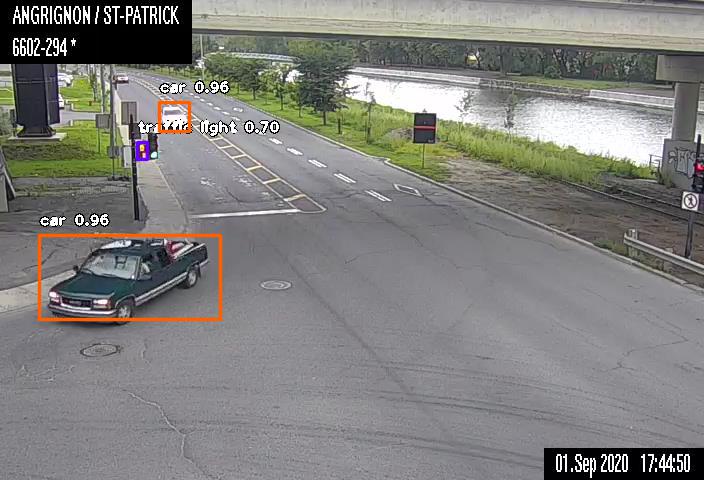 ANGRIGNON / ST-PATRICK
6602-294 *
car 0.96
traffic light 0.70
car 0.96
01.Sep 2020 17:44:50